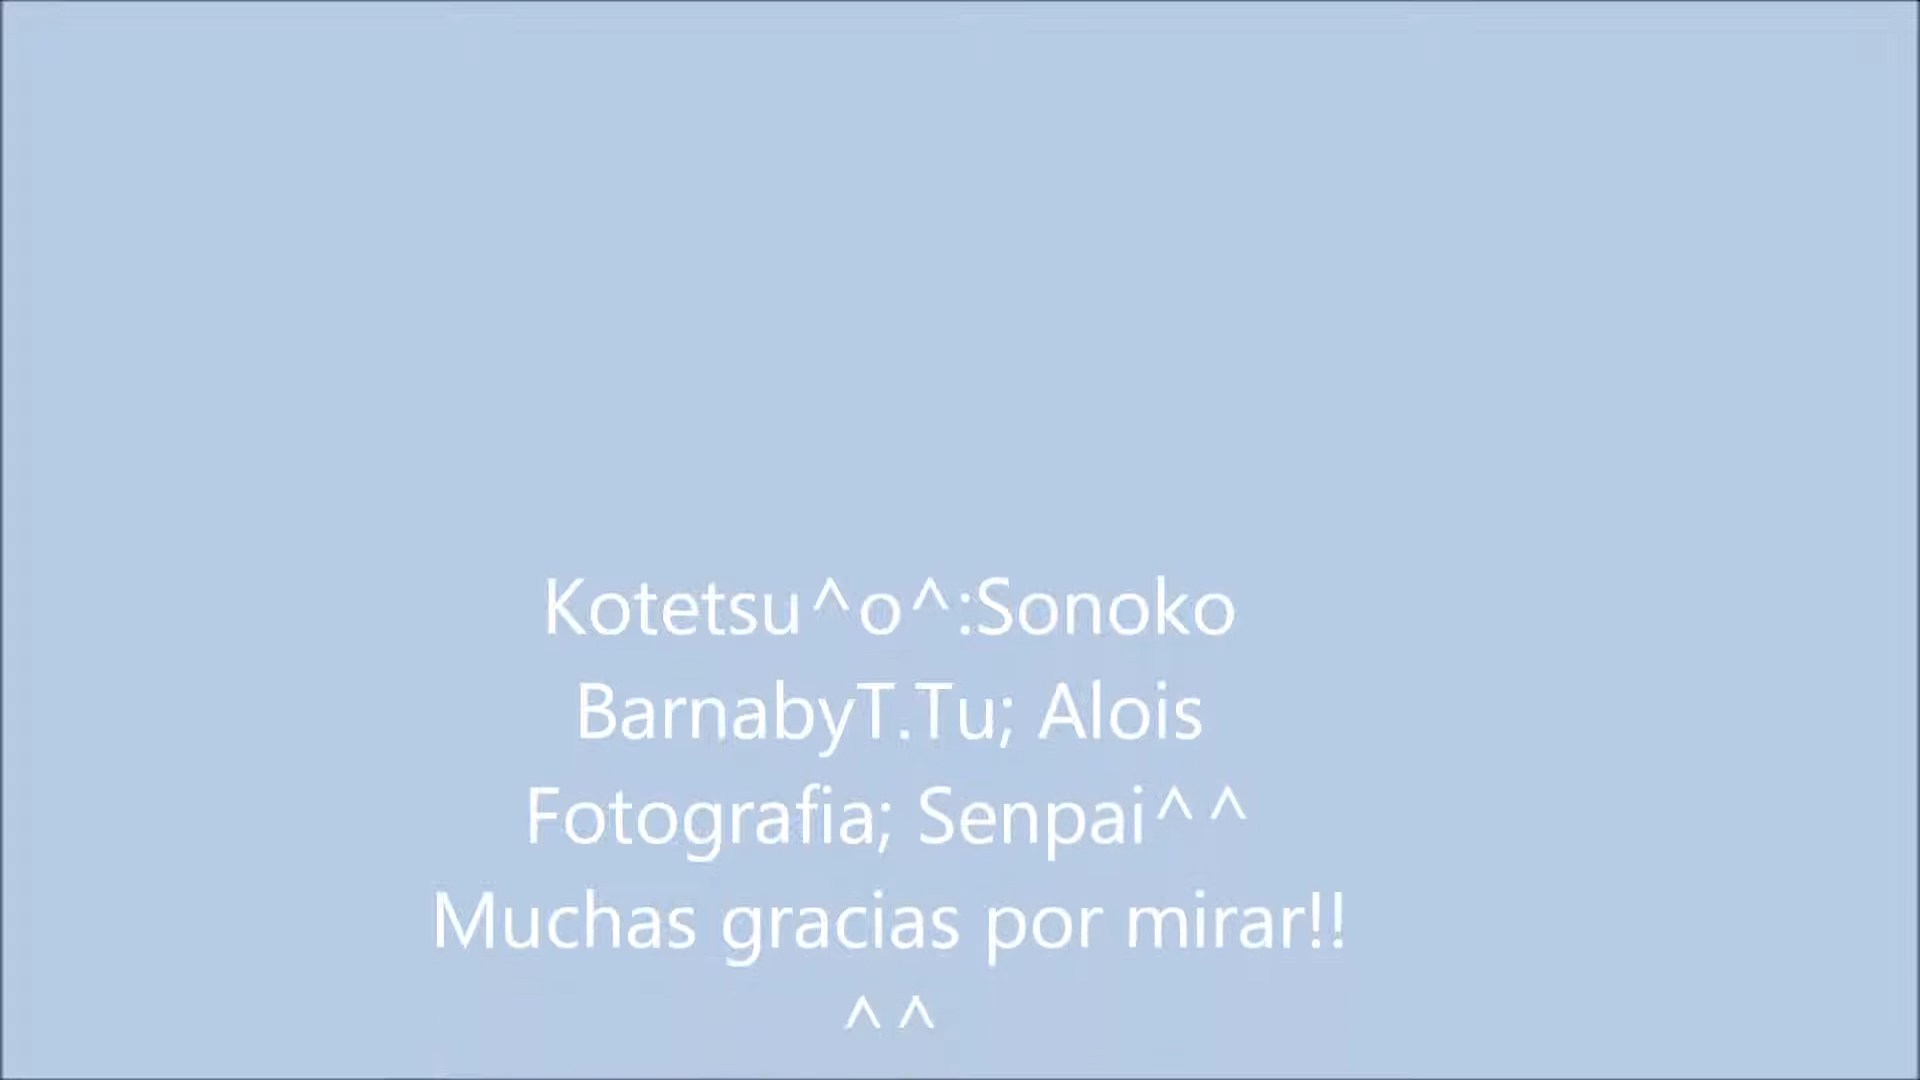 Kotetsu^o^:Sonoko
BarnabyT.Tu; Alois
Fotografia; Senpai^^
Muchas gracias por mirar!!
^^